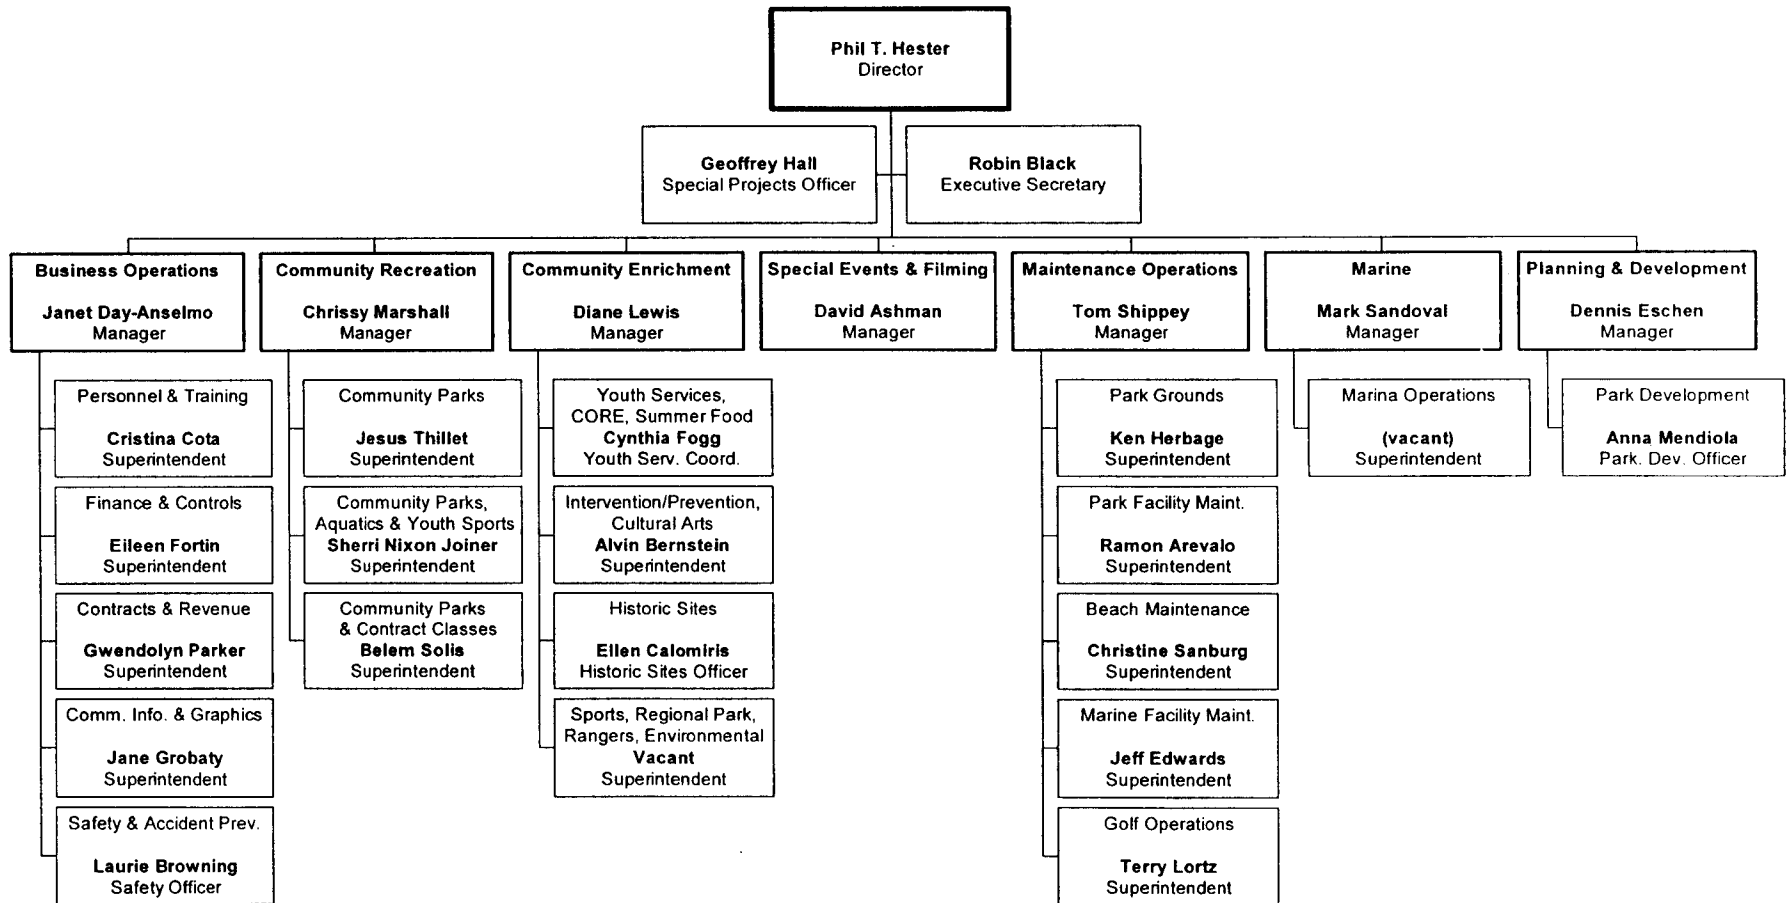 Phil T. Hester
Director
Geoffrey Hall
Special Projects Officer
Robin Black
Executive Secretary
Business Operations
Janet Day-Anselmo
Manager
Personnel & Training
Cristina Cota
Superintendent
Finance & Controls
Eileen Fortin
Superintendent
Contracts & Revenue
Gwendolyn Parker
Superintendent
Comm. Info. & Graphics
Jane Grobaty
Superintendent
Safety & Accident Prev.
Laurie Browning
Safety Officer
Community Recreation
Chrissy Marshall
Manager
Community Parks
Jesus Thillet
Superintendent
Community Parks,
Aquatics & Youth Sports
Sherri Nixon Joiner
Superintendent
Community Parks
& Contract Classes
Belem Solis
Superintendent
Community Enrichment
Diane Lewis
Manager
Youth Services,
CORE, Summer Food
Cynthia Fogg
Youth Serv. Coord.
Intervention/Prevention,
Cultural Arts
Alvin Bernstein
Superintendent
Historic Sites
Ellen Calomiris
Historic Sites Officer
Sports, Regional Park,
Rangers, Environmental
Vacant
Superintendent
Special Events & Filming
David Ashman
Manager
Maintenance Operations
Tom Shippey
Manager
Park Grounds
Ken Herbage
Superintendent
Park Facility Maint.
Ramon Arevalo
Superintendent
Beach Maintenance
Christine Sanburg
Superintendent
Marine Facility Maint.
Jeff Edwards
Superintendent
Golf Operations
Terry Lortz
Superintendent
Marine
Mark Sandoval
Manager
Marina Operations
(vacant)
Superintendent
Planning & Development
Dennis Eschen
Manager
Park Development
Anna Mendiola
Park. Dev. Officer